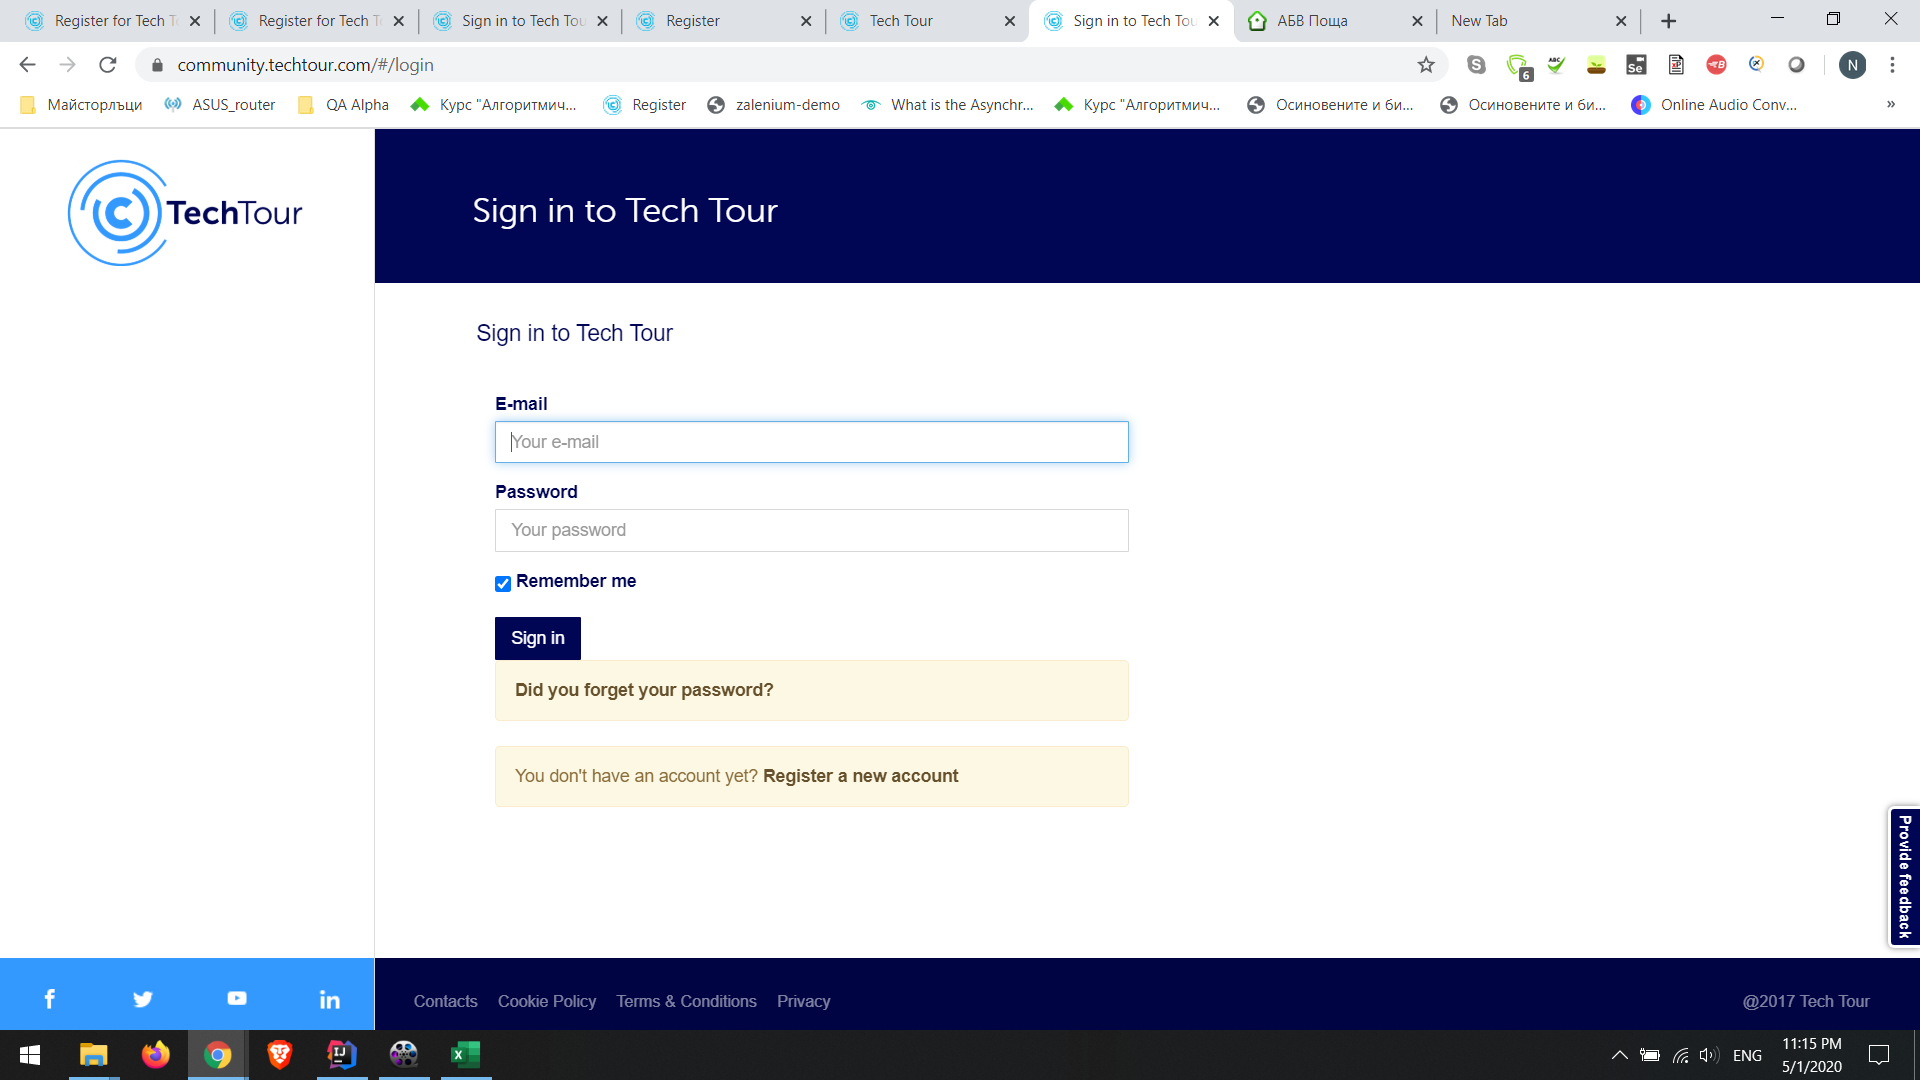 Register for Tech T
Register for Tech T
Sign in to Tech Tou
Register
Tech Tour
Sign in to Tech Tou
АБВ Поща
New Tab
community.techtour.com/#/login
6
ABC
Se
N
Майсторлъци
ASUS_router
QA Alpha
Курс "Алгоритмич...
Register
zalenium-demo
What is the Asynchr...
Курс "Алгоритмич...
Осиновените и би...
Осиновените и би...
Online Audio Conv...
»
TechTour
Sign in to Tech Tour
Sign in to Tech Tour
E-mail
Your e-mail
Password
Your password
Remember me
Sign in
Did you forget your password?
You don't have an account yet? Register a new account
Provide feedback
Contacts
Cookie Policy
Terms & Conditions
Privacy
@2017 Tech Tour
ENG
11:15 PM
5/1/2020